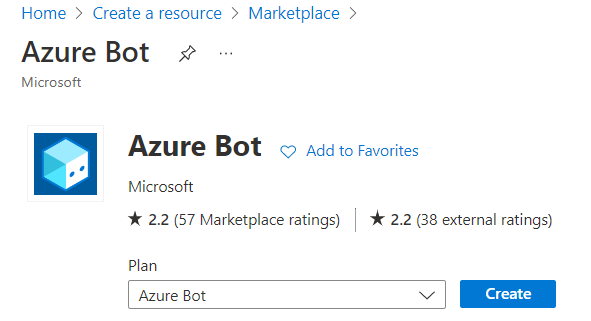 Home > Create a resource > Marketplace >
Azure Bot ...
Microsoft
Azure Bot Add to Favorites
Microsoft
★ 2.2 (57 Marketplace ratings) | ★ 2.2 (38 external ratings)
Plan
Azure Bot Create